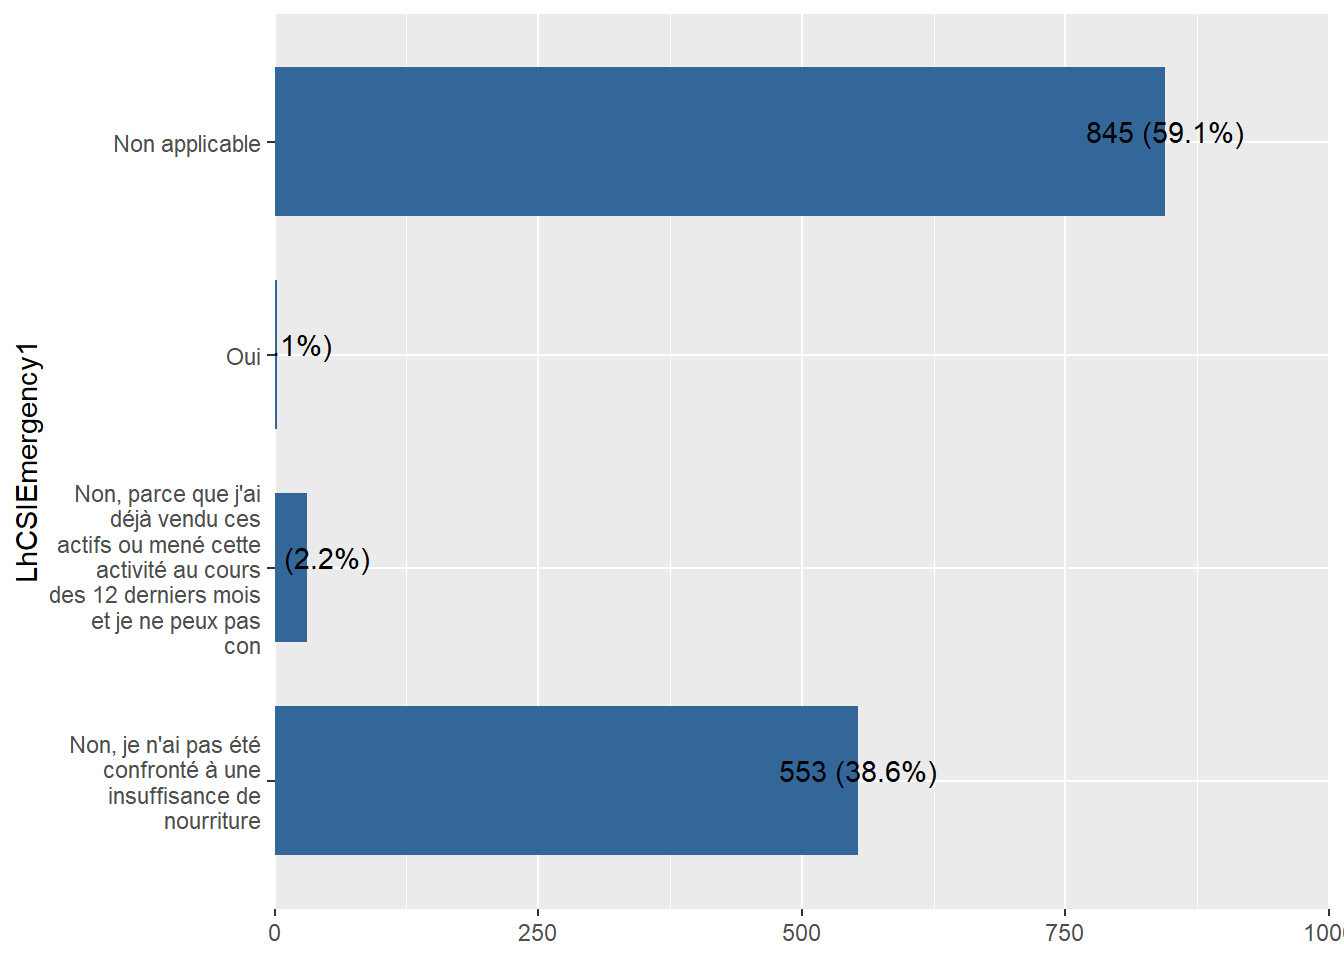 Non applicable
845 (59.1%)
LhCSIEmergency1
Oui
1%)
Non, parce que j'ai
déjà vendu ces
actifs ou mené cette
activité au cours
des 12 derniers mois
et je ne peux pas
con
(2.2%)
Non, je n'ai pas été
confronté à une
insuffisance de
nourriture
553 (38.6%)
0 250 500 750 100